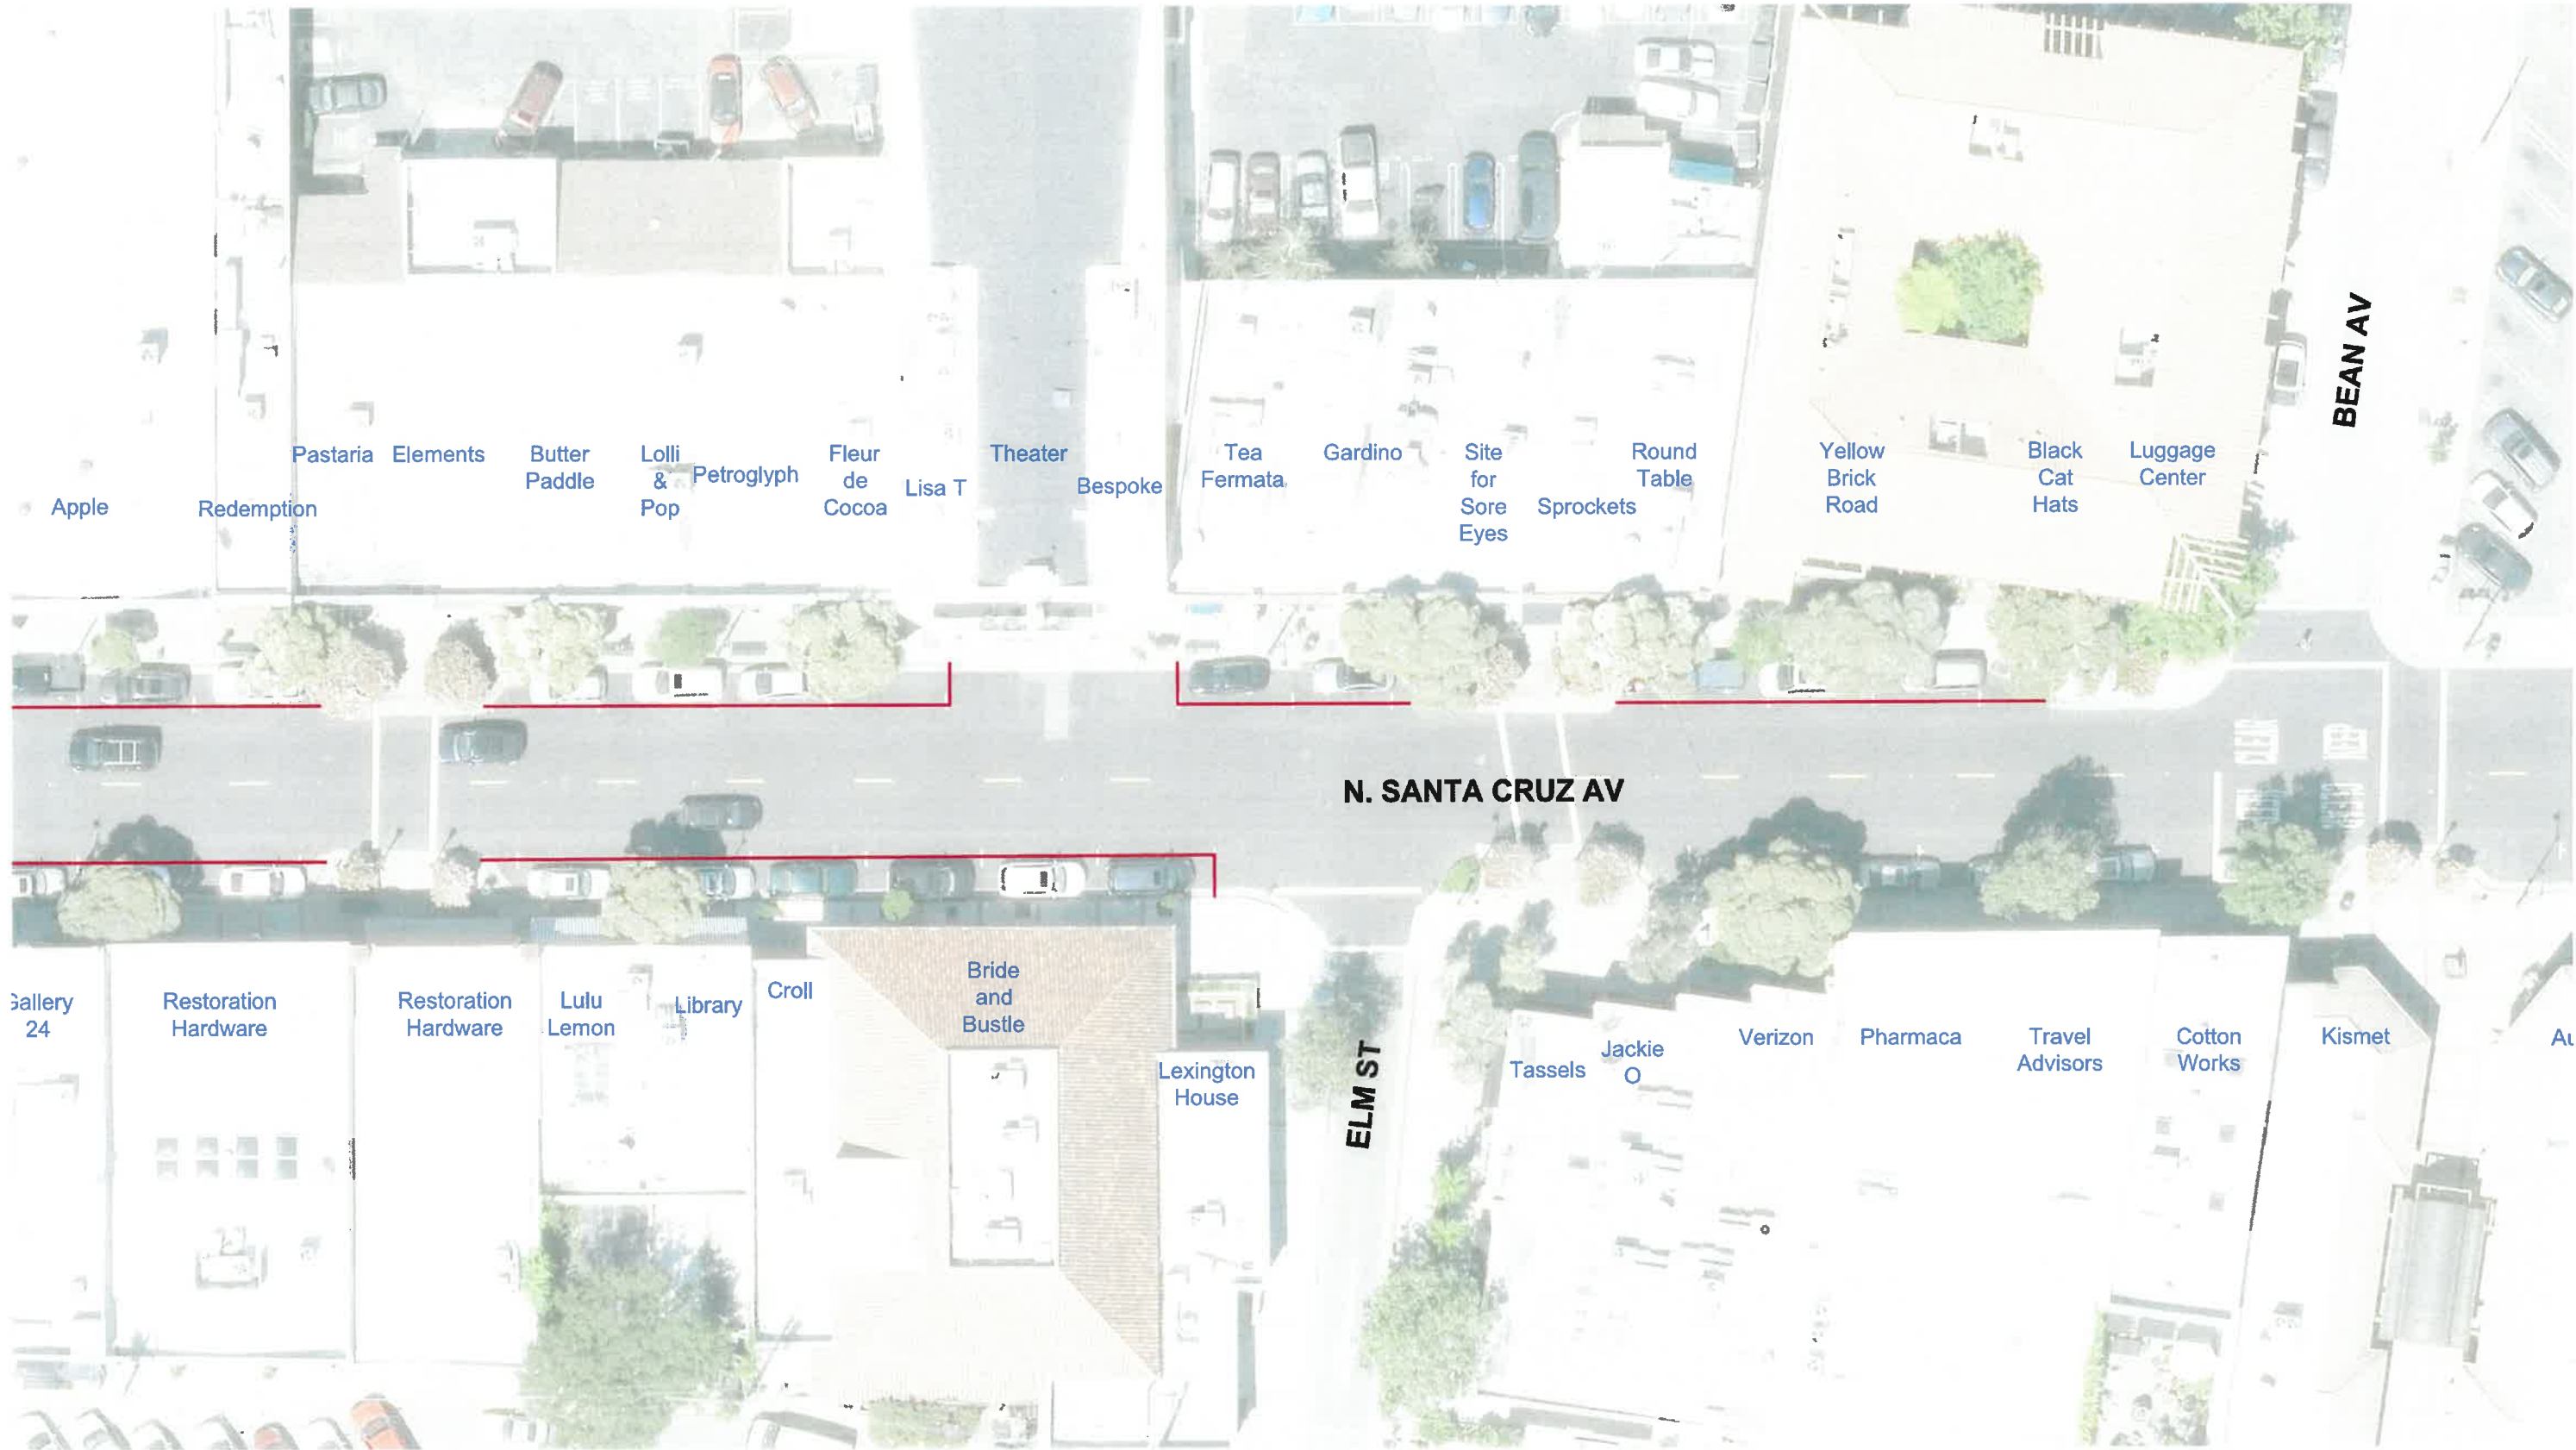 BEAN AV
Pastaria
Elements
Butter
Paddle
Lolli
&
Pop
Petroglyph
Fleur
de
Cocoa
Lisa T
Theater
Bespoke
Tea
Fermata
Gardino
Site
for
Sore
Eyes
Sprockets
Round
Table
Yellow
Brick
Road
Black
Cat
Hats
Luggage
Center
Apple
Redemption
N. SANTA CRUZ AV
Gallery
24
Restoration
Hardware
Restoration
Hardware
Lulu
Lemon
Library
Croll
Bride
and
Bustle
Lexington
House
ELM ST
Tassels
Jackie
O
Verizon
Pharmaca
Travel
Advisors
Cotton
Works
Kismet